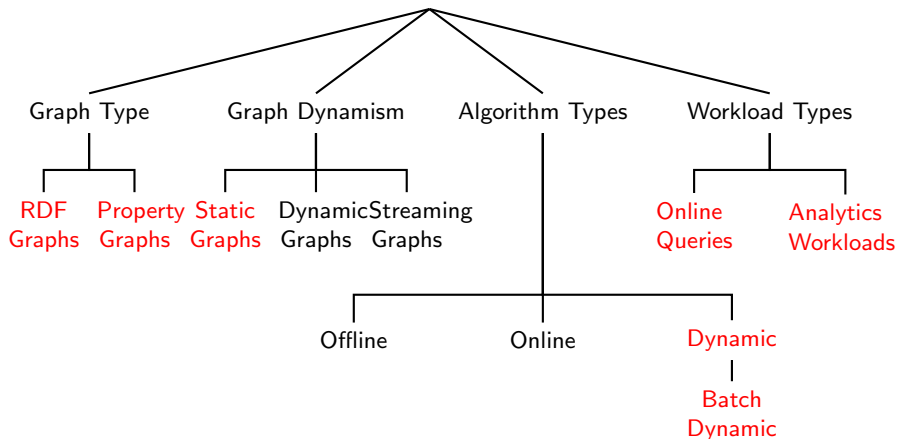 Graph Type
Graph Dynamism
Algorithm Types
Workload Types
RDF
Graphs
Property
Graphs
Static
Graphs
Dynamic
Graphs
Streaming
Graphs
Online
Queries
Analytics
Workloads
Offline
Online
Dynamic
Batch
Dynamic